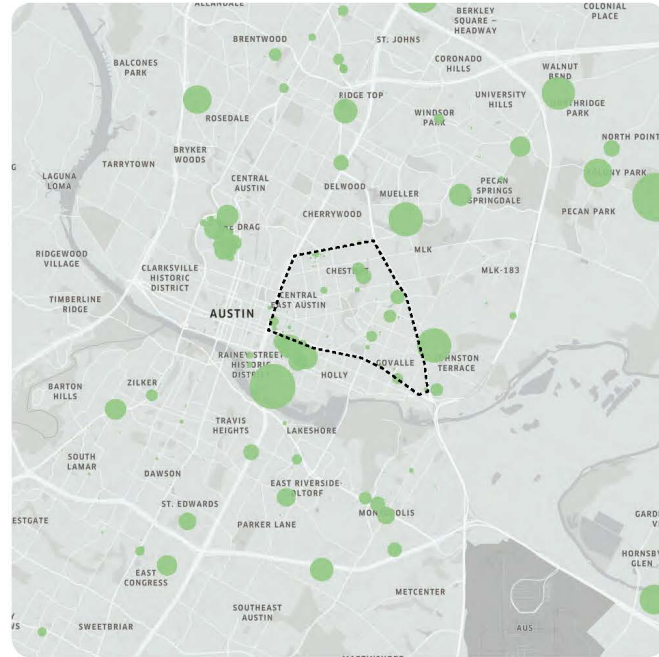 BERKLEY
SQUARE –
HEADWAY
COLONIAL
PLACE
BRENTWOOD
ST. JOHNS
BALCONES
PARK
CORONADO
HILLS
WALNUT
BEND
RIDGE TOP
UNIVERSITY
HILLS
PARK
ROSEDALE
WINDSOR
PARK
NORTH POINT
BRYKER
WOODS
TARRYTOWN
LAGUNA
LOMA
CENTRAL
AUSTIN
DELWOOD
MUELLER
PECAN
SPRINGS
SPRINGDALE
PARK
PECAN PARK
CHERRYWOOD
DRAG
MLK
RIDGEWOOD
VILLAGE
CLARKSVILLE
HISTORIC
DISTRICT
MLK-183
TIMBERLINE
RIDGE
CENTRAL
EAST AUSTIN
AUSTIN
RAINEY STREET
HISTORIC
HOLLY
GOVALLE
TERRACE
BARTON
HILLS
ZILKER
TRAVIS
HEIGHTS
LAKESHORE
SOUTH
LAMAR
DAWSON
EAST RIVERSIDE-
ST. EDWARDS
PARKER LANE
EAST
CONGRESS
HORNSBY
GLEN
METCENTER
SOUTHEAST
AUSTIN
SWEETBRIAR
AUS